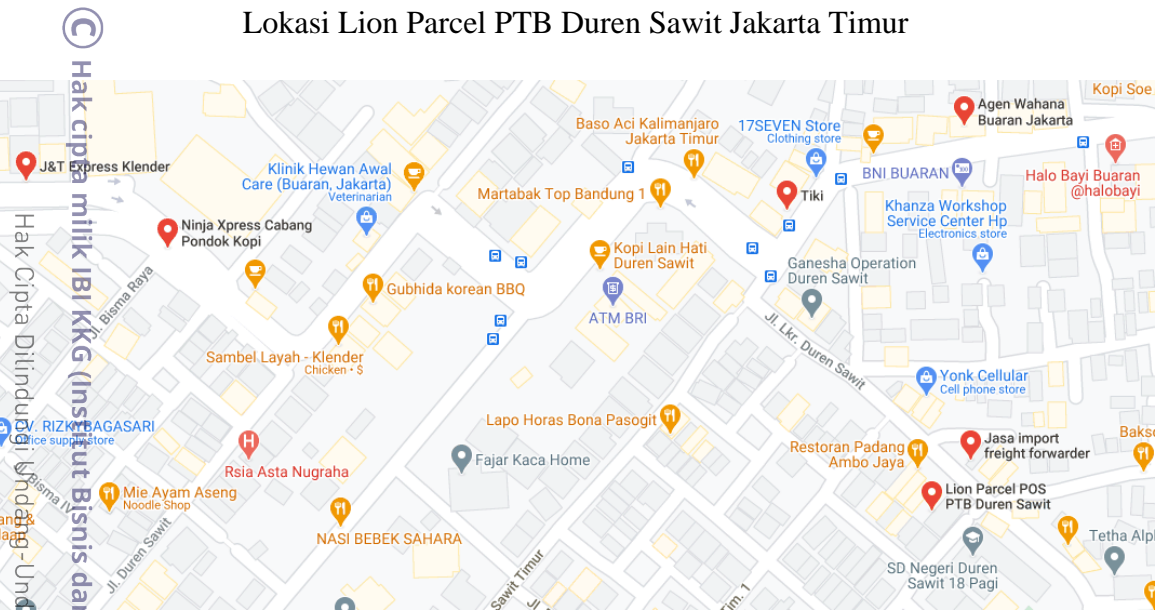 Lokasi Lion Parcel PTB Duren Sawit Jakarta Timur
© Hak cipta milik IBI KKG (Institut Bisnis dan
Hak Cipta Dilindungi Undang-Und
Kopi Soe
Agen Wahana
Buaran Jakarta
Baso Aci Kalimanjaro
Jakarta Timur
17SEVEN Store
Clothing store
J&T Express Klender
Klinik Hewan Awal
Care (Buaran, Jakarta)
Veterinarian
BNI BUARAN
Halo Bayi Buaran
@halobayi
Martabak Top Bandung 1
Tiki
Khanza Workshop
Service Center Hp
Electronics store
Ninja Xpress Cabang
Pondok Kopi
Kopi Lain Hati
Duren Sawit
Ganesha Operation
Duren Sawit
Jl. Bisma Raya
Gubhida korean BBQ
ATM BRI
Jl. Lkr. Duren Sawit
Sambel Layah - Klender
Chicken • $
Yonk Cellular
Cell phone store
CV. RIZKYBAGASARI
office supply store
Lapo Horas Bona Pasogit
Bakso
Restoran Padang
Ambo Jaya
Jasa import
freight forwarder
Rsia Asta Nugraha
Fajar Kaca Home
Bisma IV
Mie Ayam Aseng
Noodle Shop
Lion Parcel POS
PTB Duren Sawit
NASI BEBEK SAHARA
Jl. Duren Sawit
Tetha Alp
SD Negeri Duren
Sawit 18 Pagi
Sawit Timur
Jl.
Tim. 1